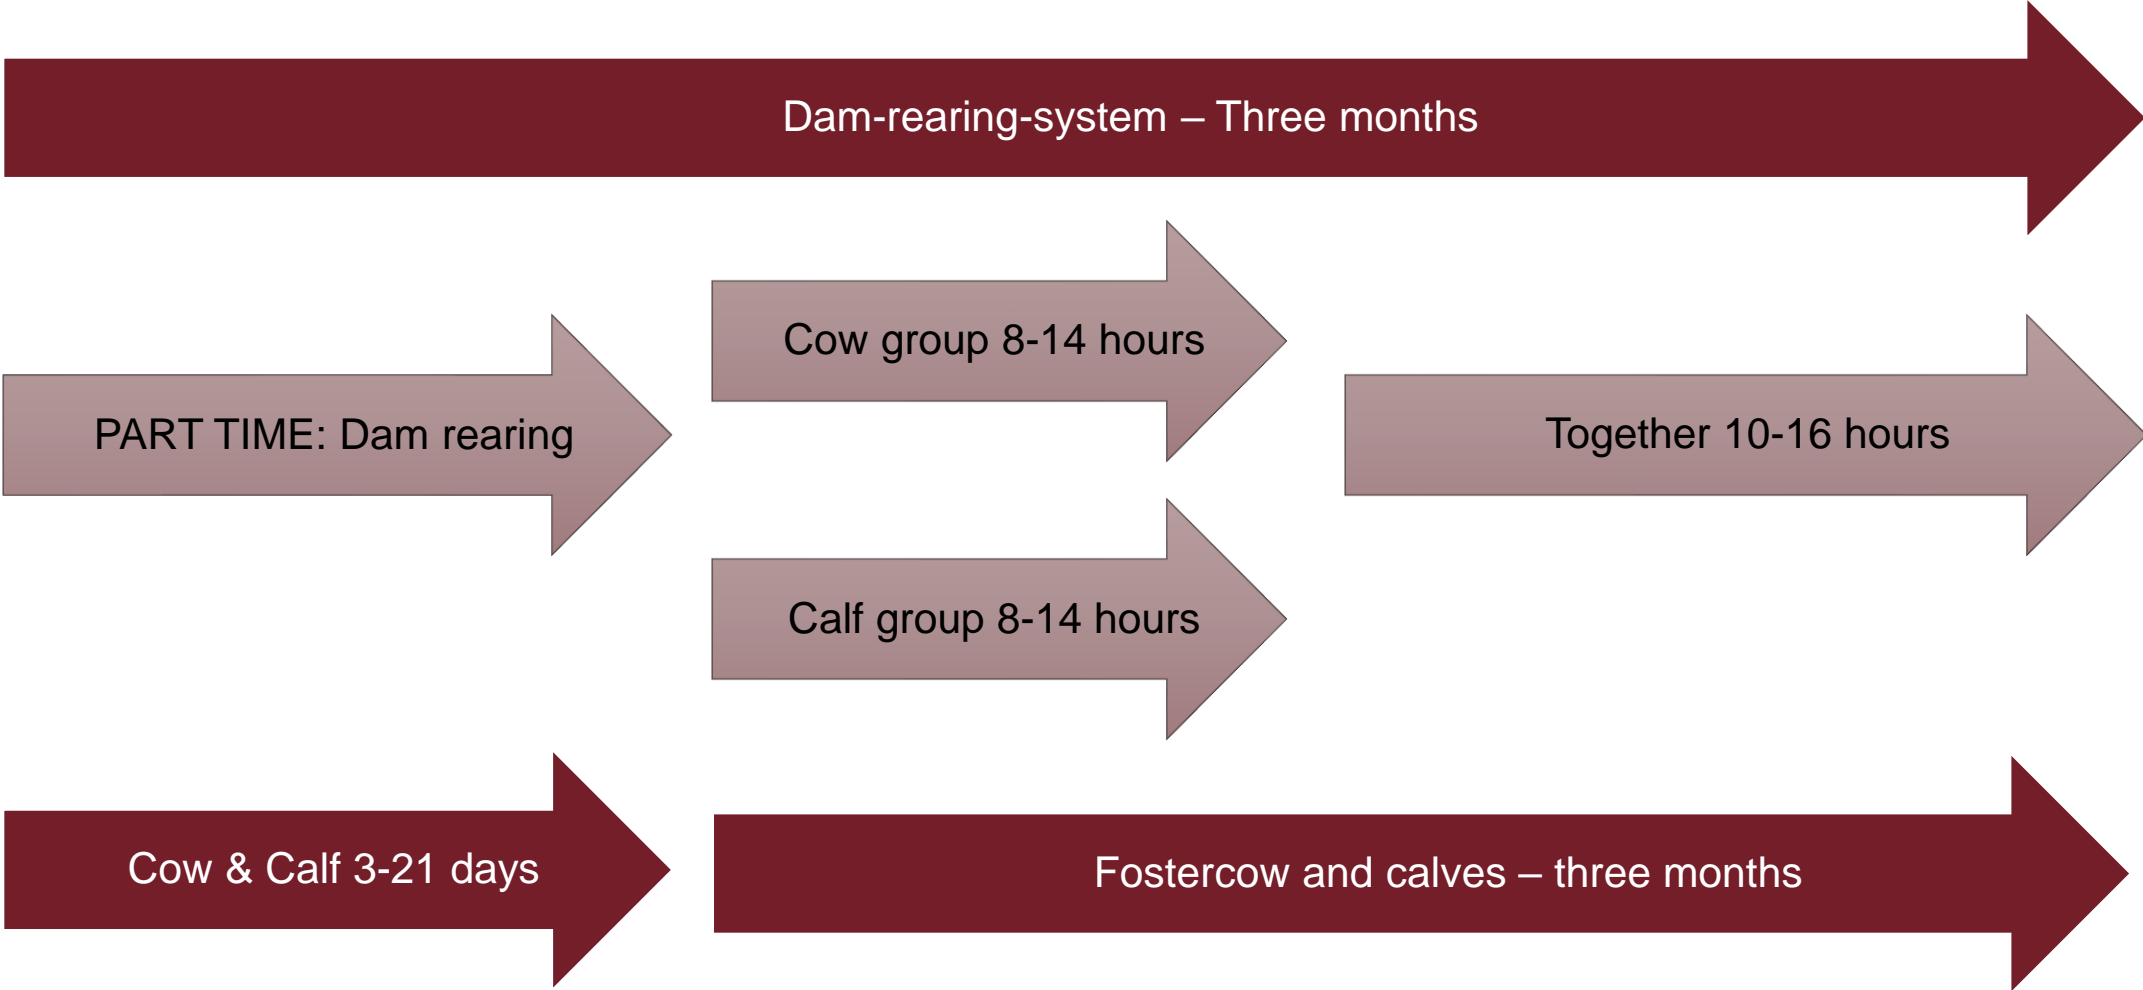 Dam-rearing-system – Three months
Cow group 8-14 hours
PART TIME: Dam rearing
Together 10-16 hours
Calf group 8-14 hours
Cow & Calf 3-21 days
Fostercow and calves – three months